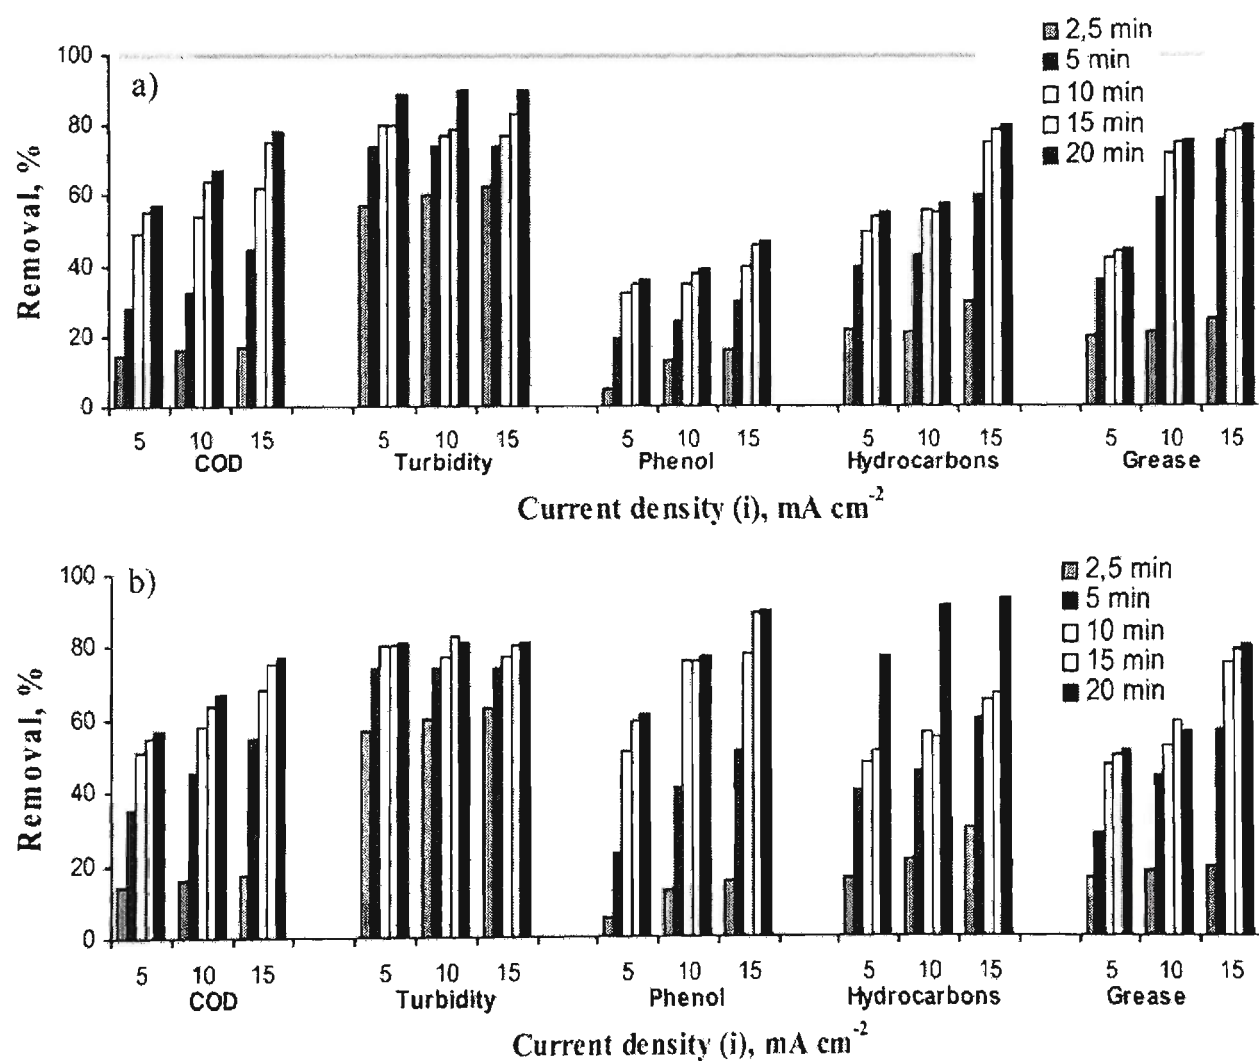 2,5 min
5 min
10 min
15 min
20 min
a)
100
80
60
40
20
0
Removal, %
5 10 15 5 10 15 5 10 15 5 10 15 5 10 15
COD Turbidity Phenol Hydrocarbons Grease
Current density (i), mA cm-2
b)
2,5 min
5 min
10 min
15 min
20 min
100
80
60
40
20
0
Removal, %
5 10 15 5 10 15 5 10 15 5 10 15 5 10 15
COD Turbidity Phenol Hydrocarbons Grease
Current density (i), mA cm-2